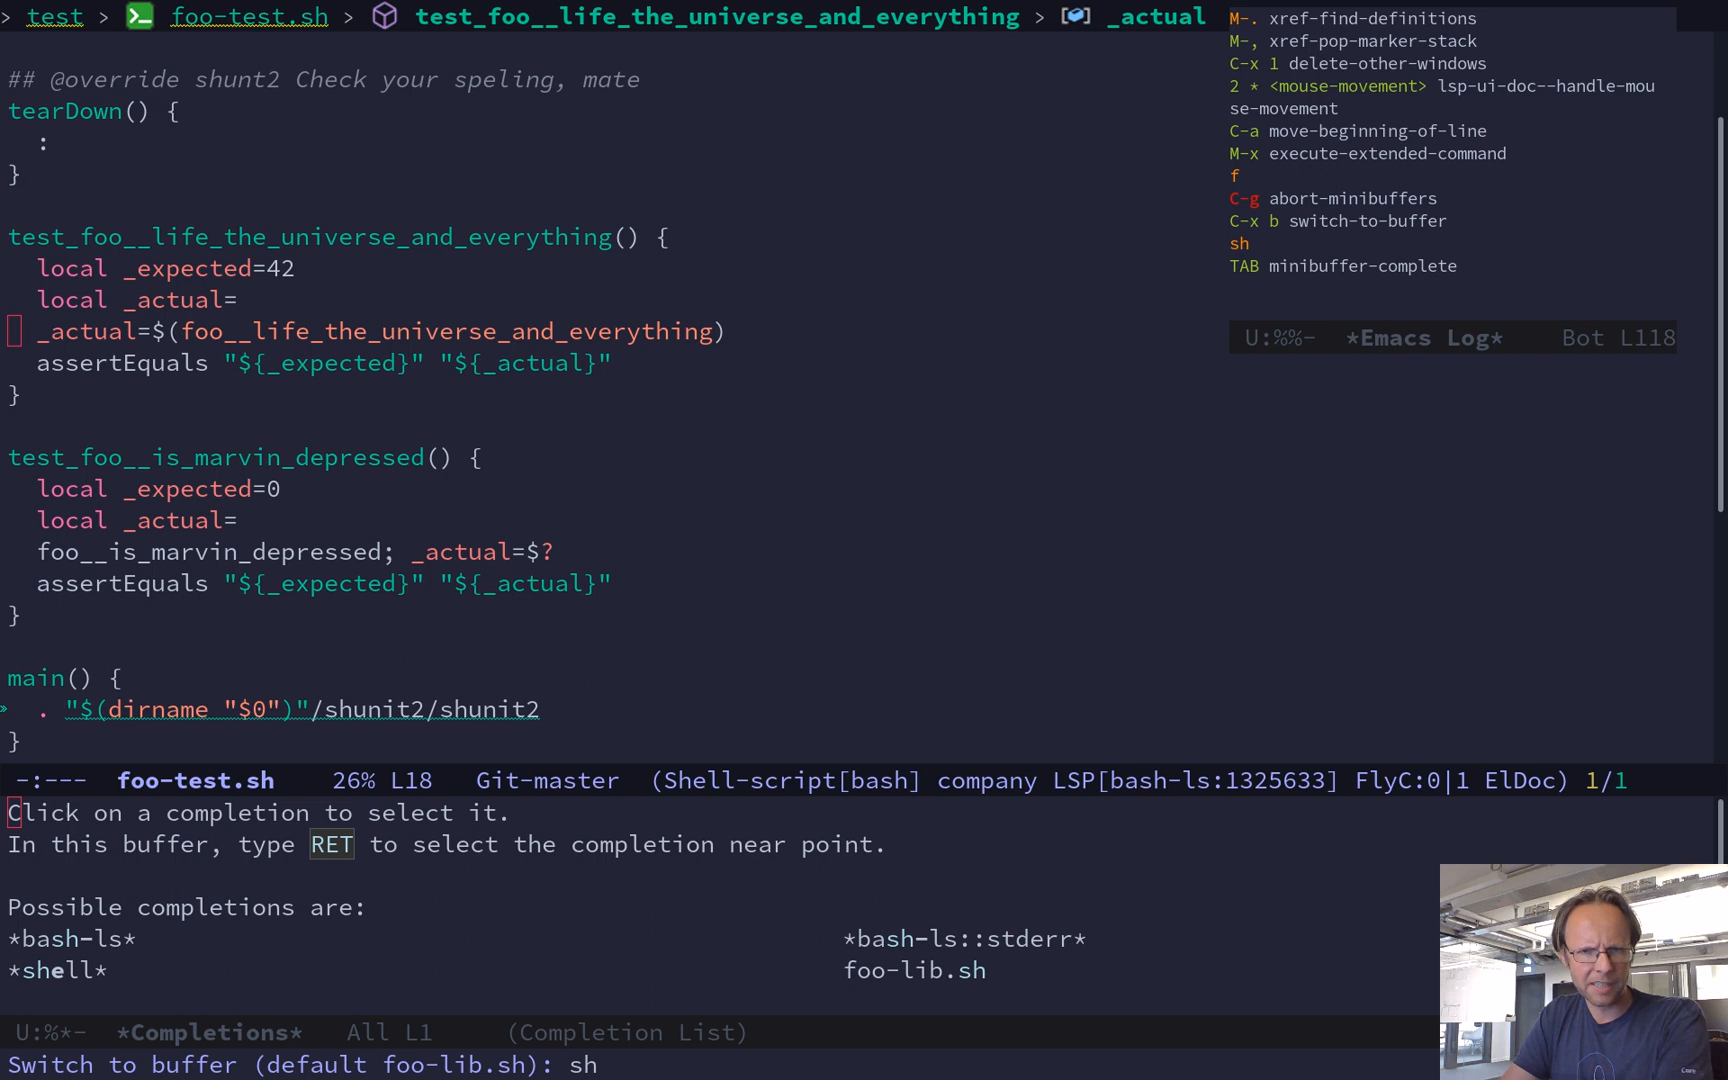 > test > foo-test.sh > test_foo__life_the_universe_and_everything > _actual
## @override shunt2 Check your speling, mate
tearDown() {
:
}
test_foo__life_the_universe_and_everything() {
local _expected=42
local _actual=
_actual=$(foo__life_the_universe_and_everything)
assertEquals "${_expected}" "${_actual}"
}
test_foo__is_marvin_depressed() {
local _expected=0
local _actual=
foo__is_marvin_depressed; _actual=$?
assertEquals "${_expected}" "${_actual}"
}
main() {
» . "$(dirname "$0")"/shunit2/shunit2
}
-:--- foo-test.sh 26% L18 Git-master (Shell-script[bash] company LSP[bash-ls:1325633] FlyC:0|1 ElDoc) 1/1
Click on a completion to select it.
In this buffer, type RET to select the completion near point.
Possible completions are:
*bash-ls* *bash-ls::stderr*
*shell* foo-lib.sh
U:%*- *Completions* All L1 (Completion List)
Switch to buffer (default foo-lib.sh): sh
M-. xref-find-definitions
M-, xref-pop-marker-stack
C-x 1 delete-other-windows
2 * <mouse-movement> lsp-ui-doc--handle-mou
se-movement
C-a move-beginning-of-line
M-x execute-extended-command
f
C-g abort-minibuffers
C-x b switch-to-buffer
sh
TAB minibuffer-complete
U:%%- *Emacs Log* Bot L118